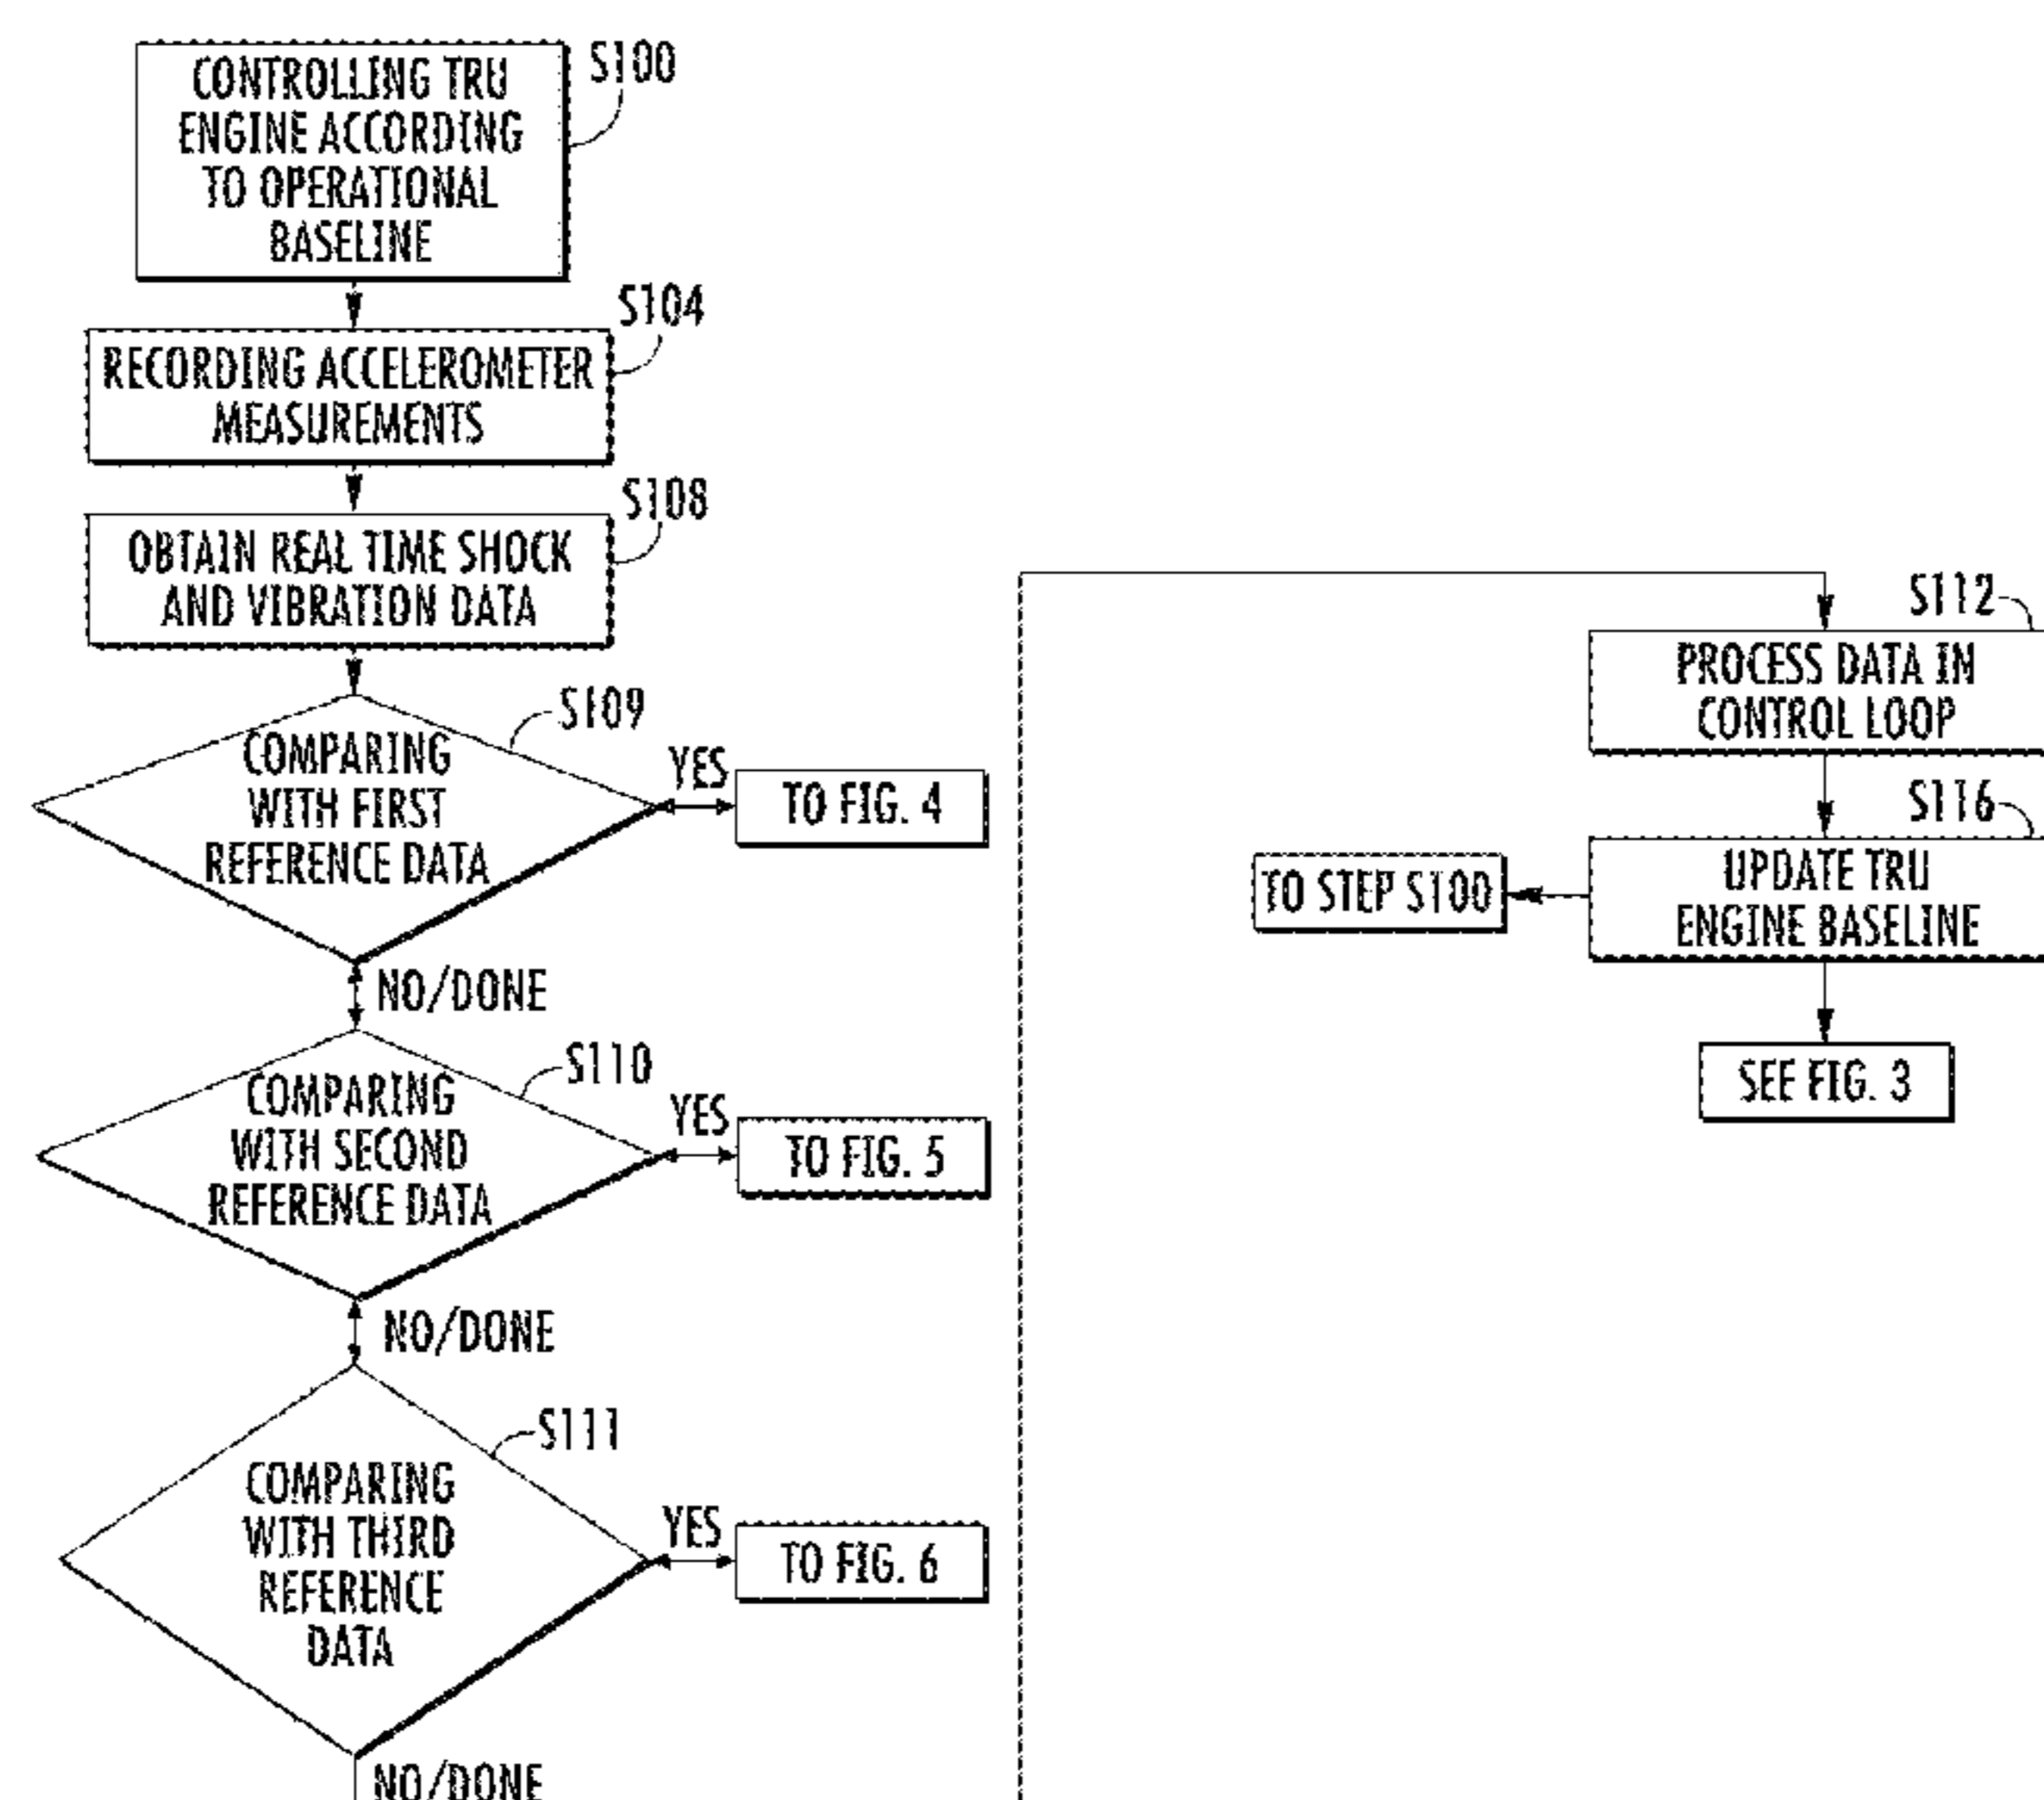 CONTROLLING TRU
ENGINE ACCORDING
TO OPERATIONAL
BASELINE
S100
RECORDING ACCELEROMETER
MEASUREMENTS
S104
OBTAIN REAL TIME SHOCK
AND VIBRATION DATA
S108
COMPARING
WITH FIRST
REFERENCE DATA
S109
YES
TO FIG. 4
NO/DONE
COMPARING
WITH SECOND
REFERENCE DATA
S110
YES
TO FIG. 5
NO/DONE
COMPARING
WITH THIRD
REFERENCE
DATA
S111
YES
TO FIG. 6
NO/DONE
S112
PROCESS DATA IN
CONTROL LOOP
S116
UPDATE TRU
ENGINE BASELINE
TO STEP S100
SEE FIG. 3